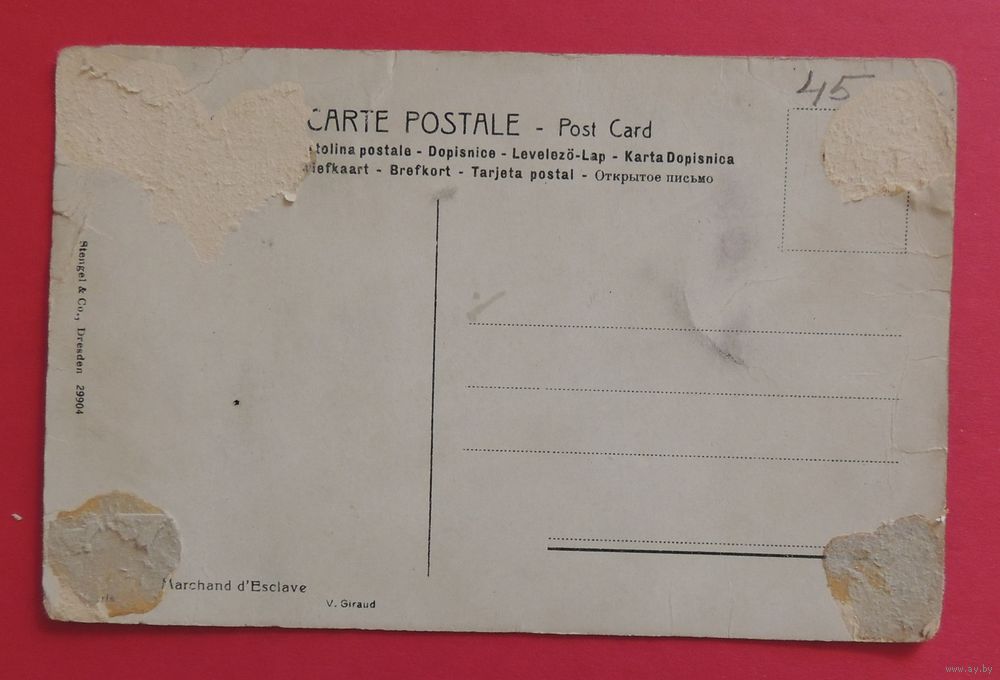 45
CARTE POSTALE - Post Card
tolina postale - Dopisnice - Levelező-Lap - Karta Dopisnica
iefkaart - Brefkort - Tarjeta postal - Открытое письмо
Stengel & Co., Dresden 29904
Marchand d'Esclave
V. Giraud
www.ay.by